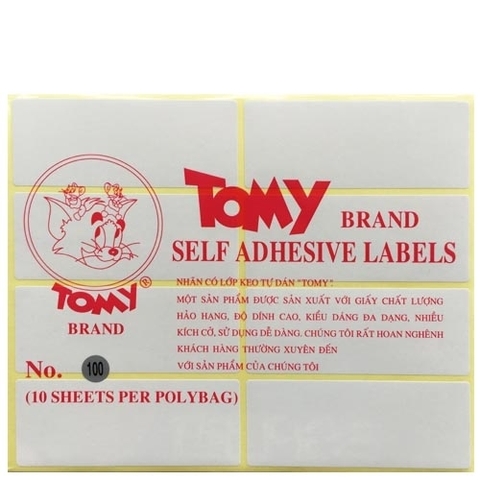 TOMY BRAND
SELF ADHESIVE LABELS
NHÃN CÓ LỚP KEO TỰ DÁN "TOMY".
MỘT SẢN PHẨM ĐƯỢC SẢN XUẤT VỚI GIẤY CHẤT LƯỢNG
HẢO HẠNG, ĐỘ DÍNH CAO, KIỂU DÁNG ĐA DẠNG, NHIỀU
KÍCH CỠ, SỬ DỤNG DỄ DÀNG. CHÚNG TÔI RẤT HOAN NGHÊNH
KHÁCH HÀNG THƯỜNG XUYÊN ĐẾN
VỚI SẢN PHẨM CỦA CHÚNG TÔI
TOMY®
BRAND
No. 100
(10 SHEETS PER POLYBAG)